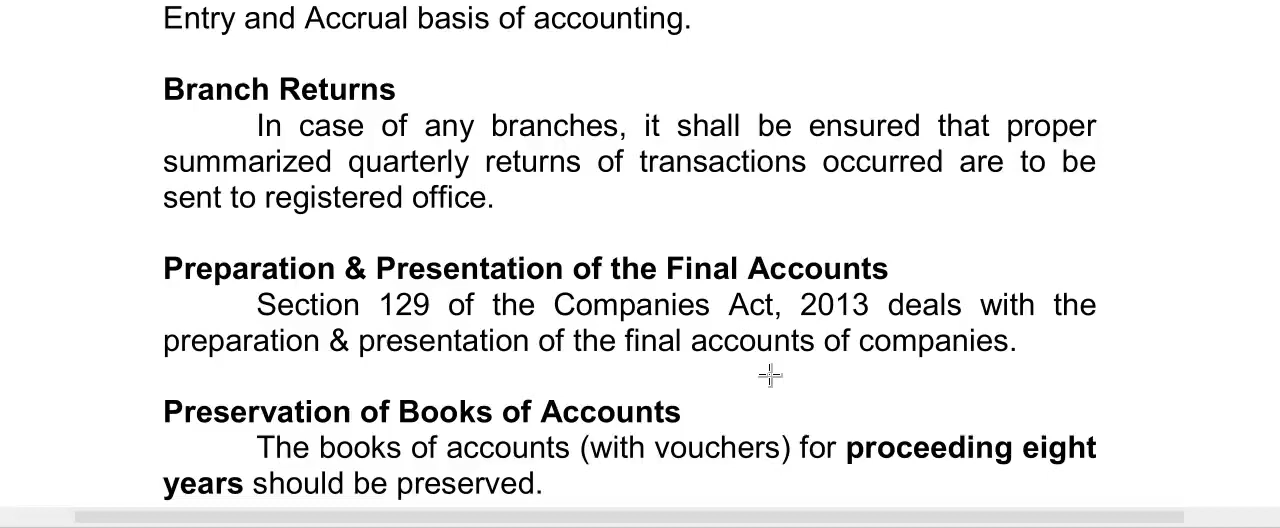 Entry and Accrual basis of accounting.
Branch Returns
In case of any branches, it shall be ensured that proper
summarized quarterly returns of transactions occurred are to be
sent to registered office.
Preparation & Presentation of the Final Accounts
Section 129 of the Companies Act, 2013 deals with the
preparation & presentation of the final accounts of companies.
Preservation of Books of Accounts
The books of accounts (with vouchers) for proceeding eight
years should be preserved.